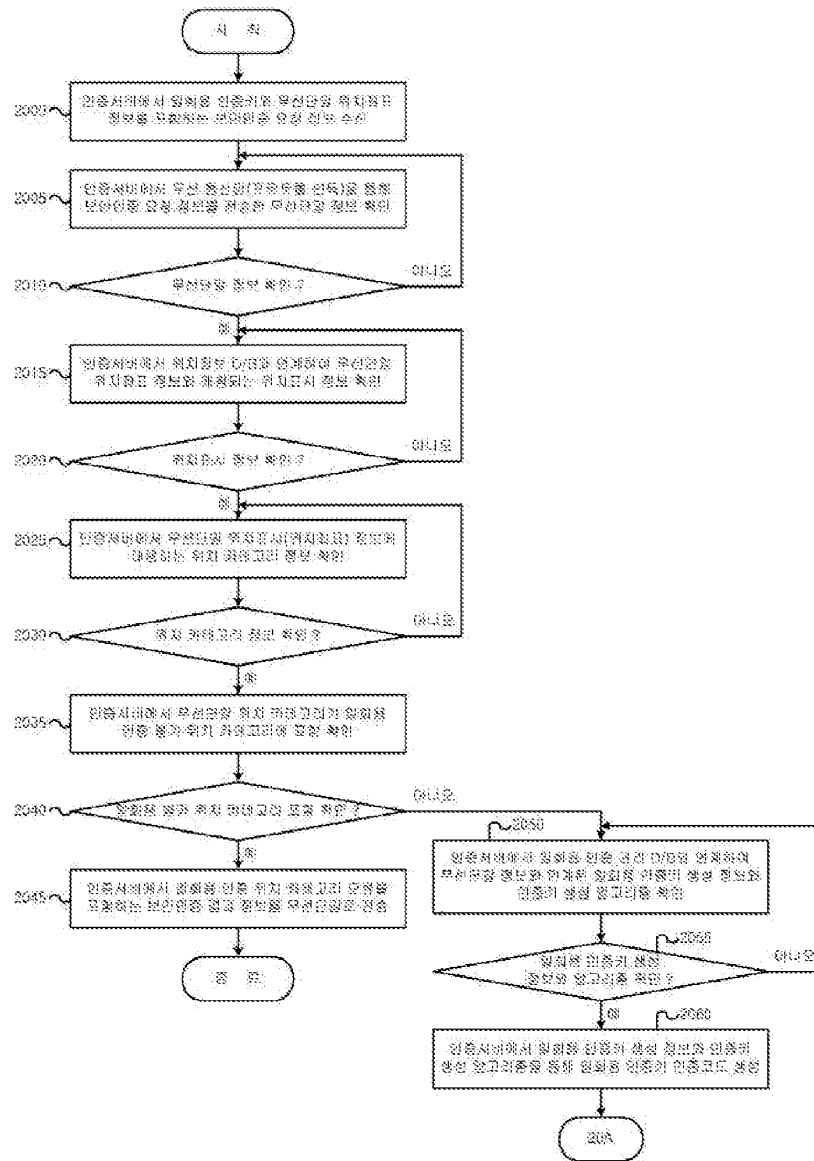 시 작
2000
인증서버에서 일회용 인증키와 무선단말 위치좌표
정보를 포함하는 보안인증 요청 정보 수신
2005
인증서버에서 무선 통신망(프로토콜 선득)을 통해
보안인증 요청 정보를 전송한 무선단말 정보 확인
2010
무선단말 정보 확인 ?
아니오
예
2015
인증서버에서 위치정보 D/B와 연계하여 무선단말
위치좌표 정보와 매칭되는 위치표시 정보 확인
2020
위치표시 정보 확인 ?
아니오
예
2025
인증서버에서 무선단말 위치표시(위치좌표) 정보에
대응하는 위치 카테고리 정보 확인
2030
위치 카테고리 정보 확인 ?
아니오
예
2035
인증서버에서 무선단말 위치 카테고리가 일회용
인증 불가 위치 카테고리에 포함 확인
2040
일회용 불가 위치 카테고리 포함 확인 ?
아니오
예
2045
인증서버에서 일회용 인증 위치 카테고리 오류를
포함하는 보안인증 결과 정보를 무선단말로 전송
종 료
2050
인증서버에서 일회용 인증 관리 D/B와 연계하여
무선단말 정보와 연계된 일회용 인증키 생성 정보와
인증키 생성 알고리즘 확인
2055
일회용 인증키 생성
정보와 알고리즘 확인 ?
아니오
예
2060
인증서버에서 일회용 인증키 생성 정보와 인증키
생성 알고리즘을 통해 일회용 인증키 인증코드 생성
20A